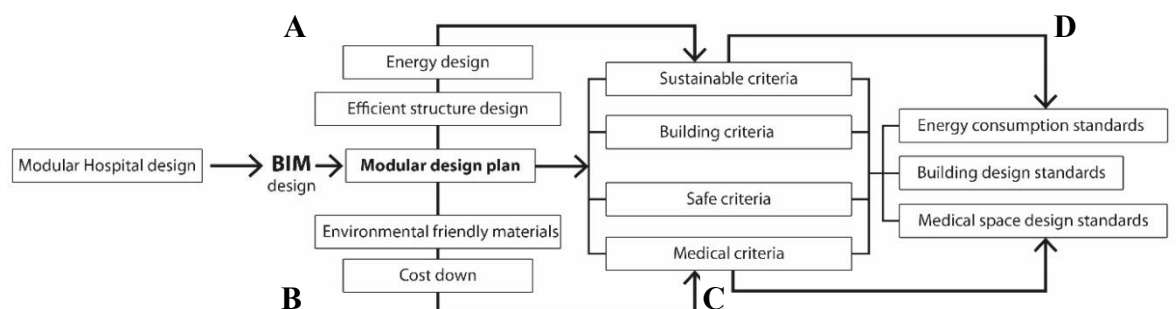 A
D
Energy design
Sustainable criteria
Efficient structure design
Building criteria
Energy consumption standards
Modular Hospital design
BIM
design
Modular design plan
Building design standards
Safe criteria
Medical space design standards
Environmental friendly materials
Medical criteria
Cost down
B
C